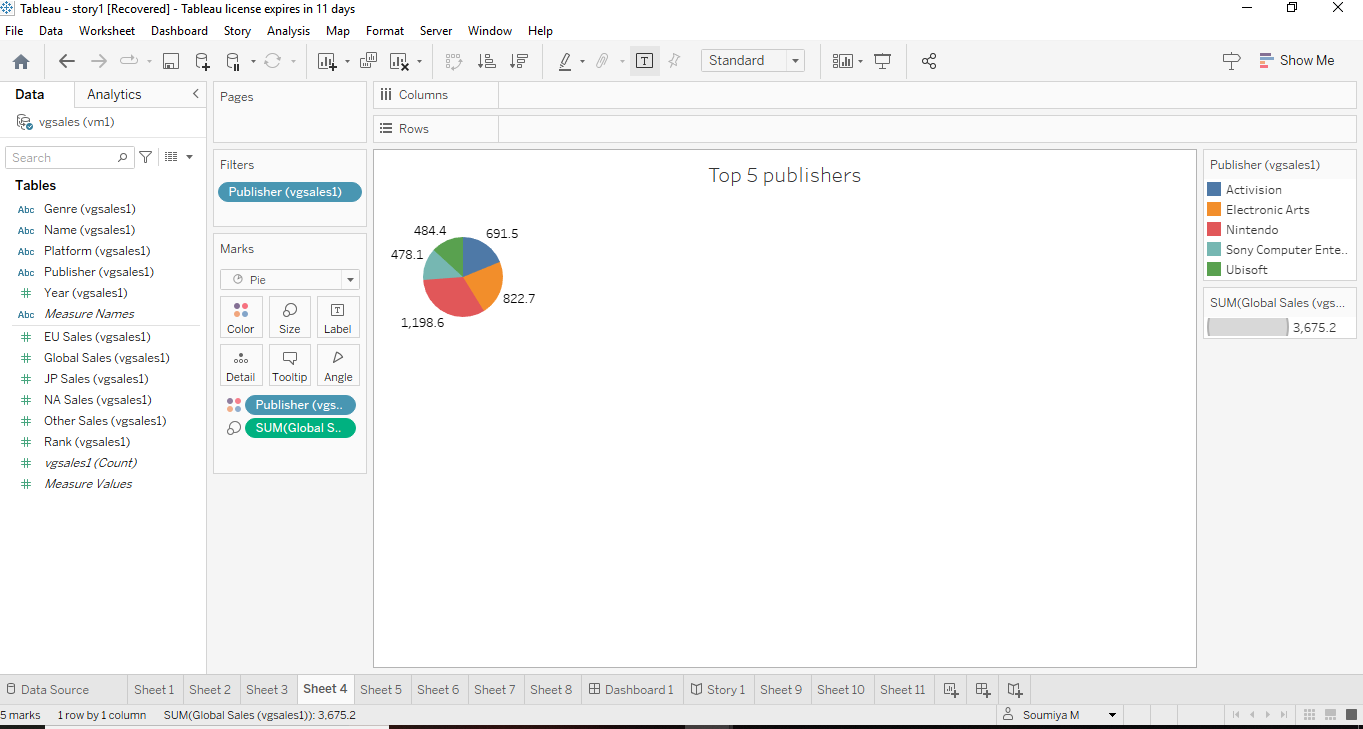 Tableau - story1 [Recovered] - Tableau license expires in 11 days
File Data Worksheet Dashboard Story Analysis Map Format Server Window Help
Standard
Show Me
Data Analytics
vgsales (vm1)
Search
Tables
Abc Genre (vgsales1)
Abc Name (vgsales1)
Abc Platform (vgsales1)
Abc Publisher (vgsales1)
# Year (vgsales1)
Abc Measure Names
# EU Sales (vgsales1)
# Global Sales (vgsales1)
# JP Sales (vgsales1)
# NA Sales (vgsales1)
# Other Sales (vgsales1)
# Rank (vgsales1)
# vgsales1 (Count)
# Measure Values
Pages
Filters
Publisher (vgsales1)
Marks
Pie
Color Size Label
Detail Tooltip Angle
Publisher (vgs..
SUM(Global S..
Columns
Rows
Top 5 publishers
484.4
691.5
478.1
822.7
1,198.6
Publisher (vgsales1)
Activision
Electronic Arts
Nintendo
Sony Computer Ente..
Ubisoft
SUM(Global Sales (vgs...
3,675.2
Data Source Sheet 1 Sheet 2 Sheet 3 Sheet 4 Sheet 5 Sheet 6 Sheet 7 Sheet 8 Dashboard 1 Story 1 Sheet 9 Sheet 10 Sheet 11
5 marks 1 row by 1 column SUM(Global Sales (vgsales1)): 3,675.2 Soumiya M